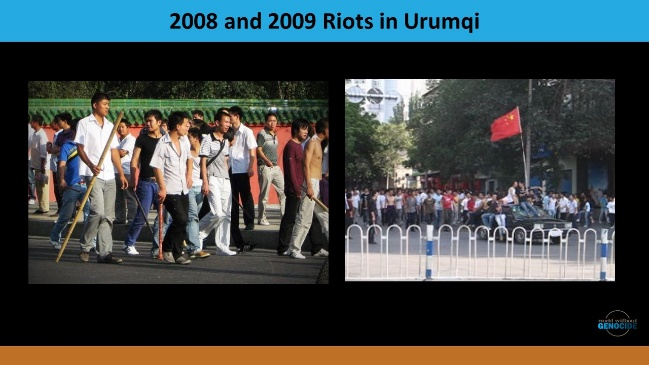 2008 and 2009 Riots in Urumqi
world without
GENOCIDE